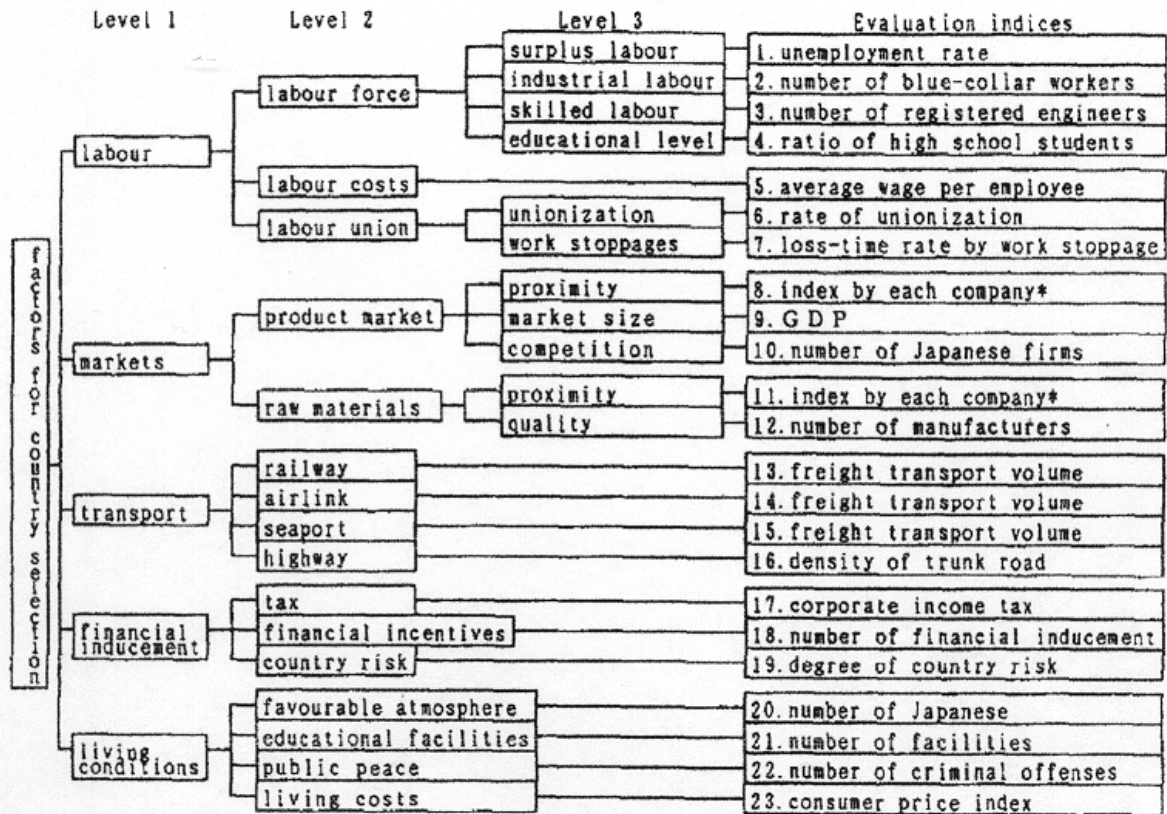 Level 1 Level 2 Level 3 Evaluation indices
factors for country selection
labour
labour force
surplus labour 1. unemployment rate
industrial labour 2. number of blue-collar workers
skilled labour 3. number of registered engineers
educational level 4. ratio of high school students
labour costs 5. average wage per employee
labour union
unionization 6. rate of unionization
work stoppages 7. loss-time rate by work stoppage
markets
product market
proximity 8. index by each company*
market size 9. GDP
competition 10. number of Japanese firms
raw materials
proximity 11. index by each company*
quality 12. number of manufacturers
transport
railway 13. freight transport volume
airlink 14. freight transport volume
seaport 15. freight transport volume
highway 16. density of trunk road
financial
inducement
tax 17. corporate income tax
financial incentives 18. number of financial inducement
country risk 19. degree of country risk
living
conditions
favourable atmosphere 20. number of Japanese
educational facilities 21. number of facilities
public peace 22. number of criminal offenses
living costs 23. consumer price index